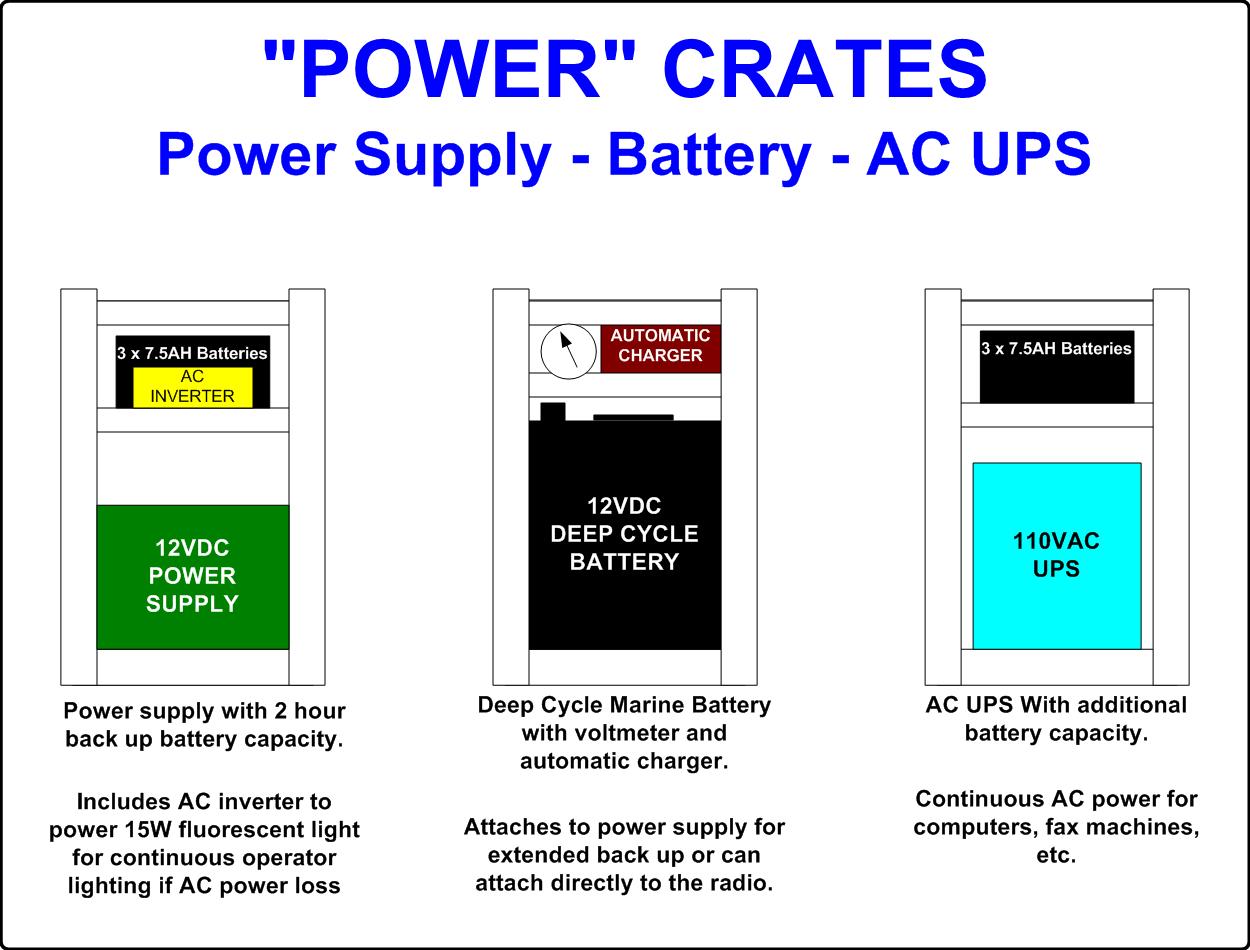 "POWER" CRATES
Power Supply - Battery - AC UPS
3 x 7.5AH Batteries
AC
INVERTER
12VDC
POWER
SUPPLY
Power supply with 2 hour
back up battery capacity.
Includes AC inverter to
power 15W fluorescent light
for continuous operator
lighting if AC power loss
AUTOMATIC
CHARGER
12VDC
DEEP CYCLE
BATTERY
Deep Cycle Marine Battery
with voltmeter and
automatic charger.
Attaches to power supply for
extended back up or can
attach directly to the radio.
3 x 7.5AH Batteries
110VAC
UPS
AC UPS With additional
battery capacity.
Continuous AC power for
computers, fax machines,
etc.